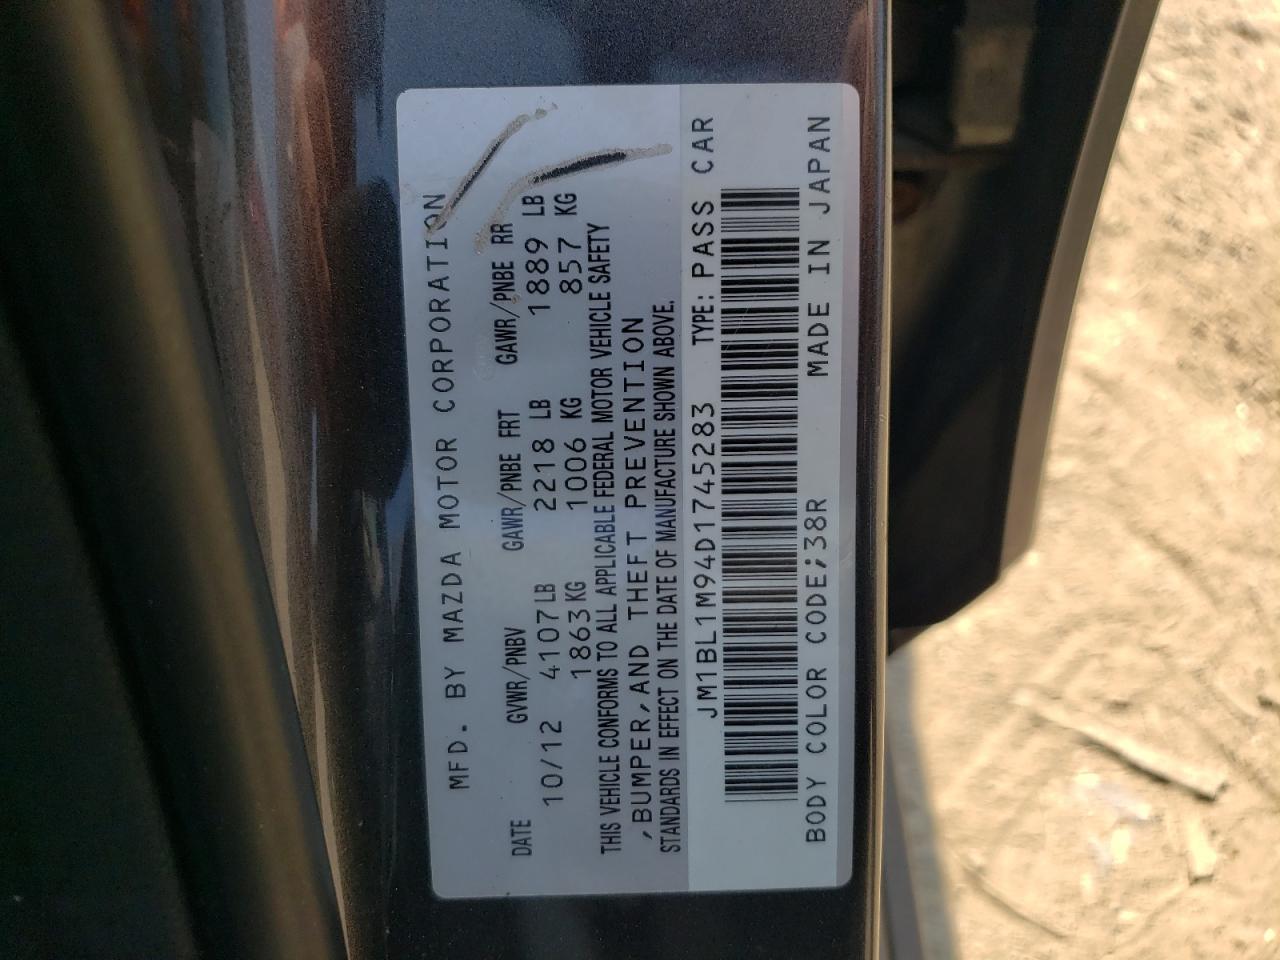 MFD. BY MAZDA MOTOR CORPORATION
DATE GVWR/PNBV GAWR/PNBE FRT GAWR/PNBE RR
10/12 4107 LB 2218 LB 1889 LB
1863 KG 1006 KG 857 KG
THIS VEHICLE CONFORMS TO ALL APPLICABLE FEDERAL MOTOR VEHICLE SAFETY
,BUMPER,AND THEFT PREVENTION
STANDARDS IN EFFECT ON THE DATE OF MANUFACTURE SHOWN ABOVE.
JM1BL1M94D1745283 TYPE: PASS CAR
BODY COLOR CODE;38R MADE IN JAPAN